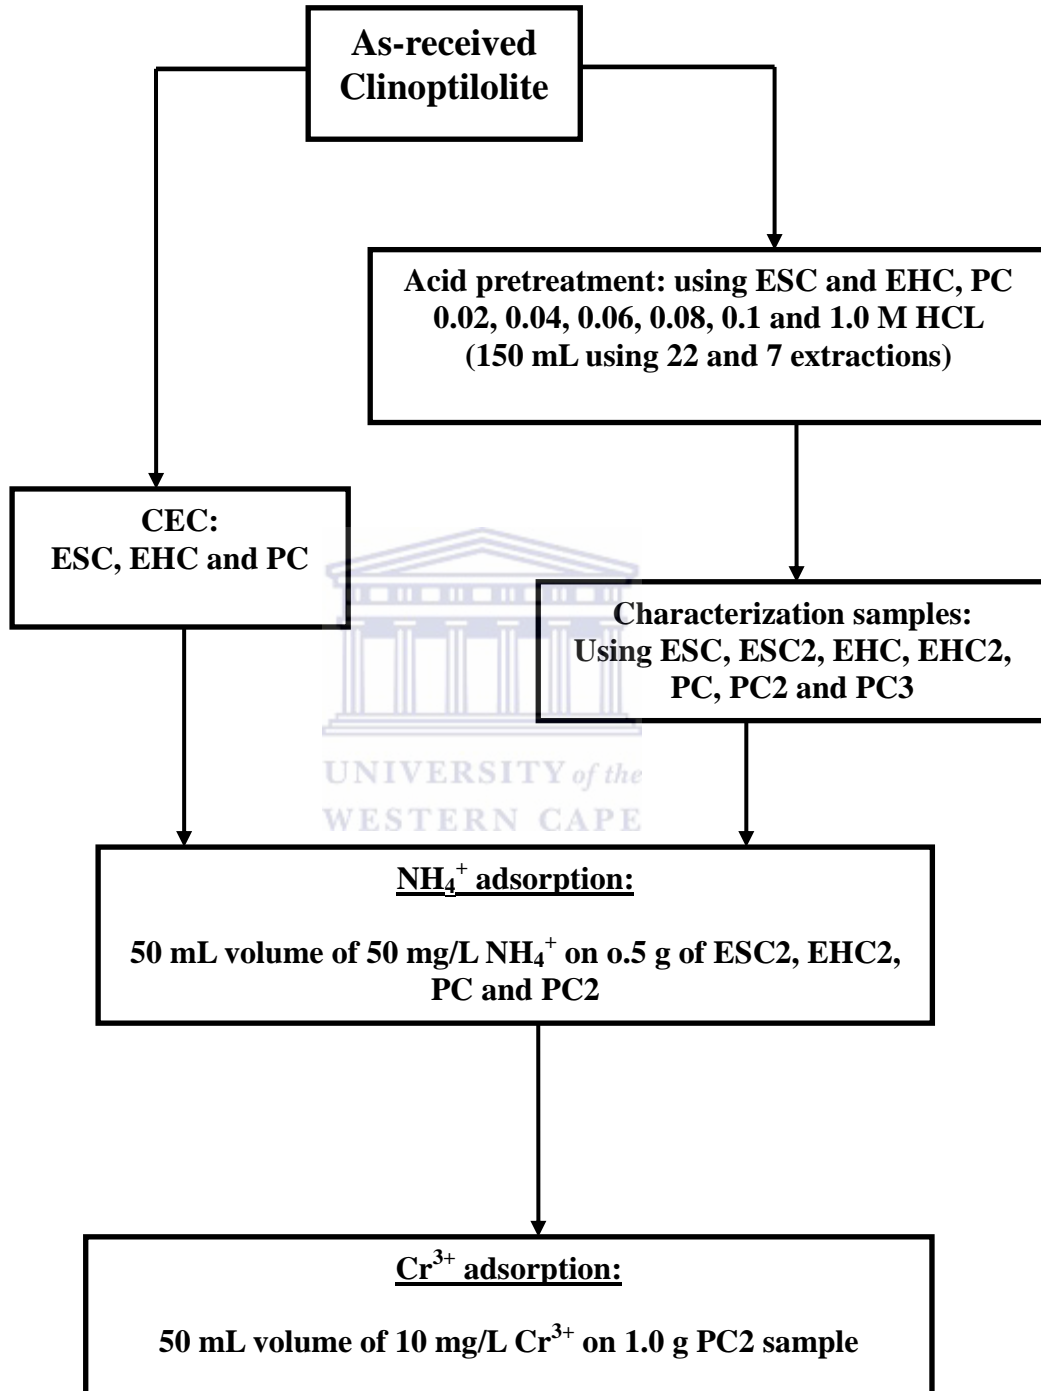 As-received
Clinoptilolite
Acid pretreatment: using ESC and EHC, PC
0.02, 0.04, 0.06, 0.08, 0.1 and 1.0 M HCL
(150 mL using 22 and 7 extractions)
CEC:
ESC, EHC and PC
Characterization samples:
Using ESC, ESC2, EHC, EHC2,
PC, PC2 and PC3
UNIVERSITY of the
WESTERN CAPE
NH₄⁺ adsorption:
50 mL volume of 50 mg/L NH₄⁺ on o.5 g of ESC2, EHC2,
PC and PC2
Cr³⁺ adsorption:
50 mL volume of 10 mg/L Cr³⁺ on 1.0 g PC2 sample